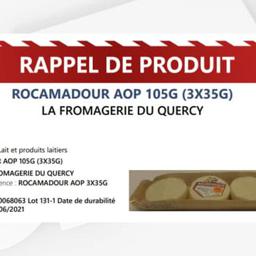 RAPPEL DE PRODUIT
ROCAMADOUR AOP 105G (3X35G)
LA FROMAGERIE DU QUERCY
Lait et produits laitiers
R AOP 105G (3X35G)
ROMAGERIE DU QUERCY
ence : ROCAMADOUR AOP 3X35G
0068063 Lot 131-1 Date de durabilité
06/2021